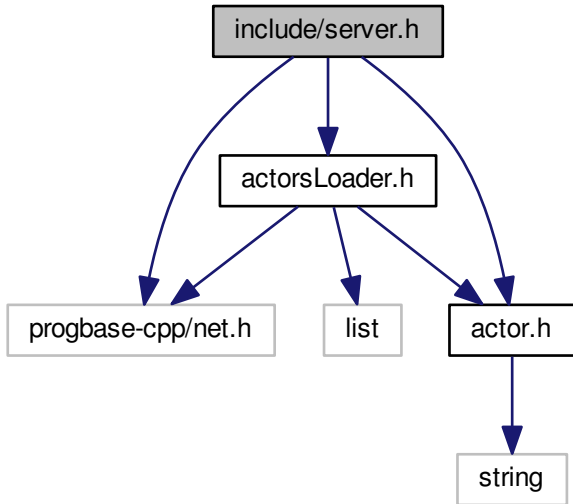 include/server.h
actorsLoader.h
progbase-cpp/net.h
list
actor.h
string